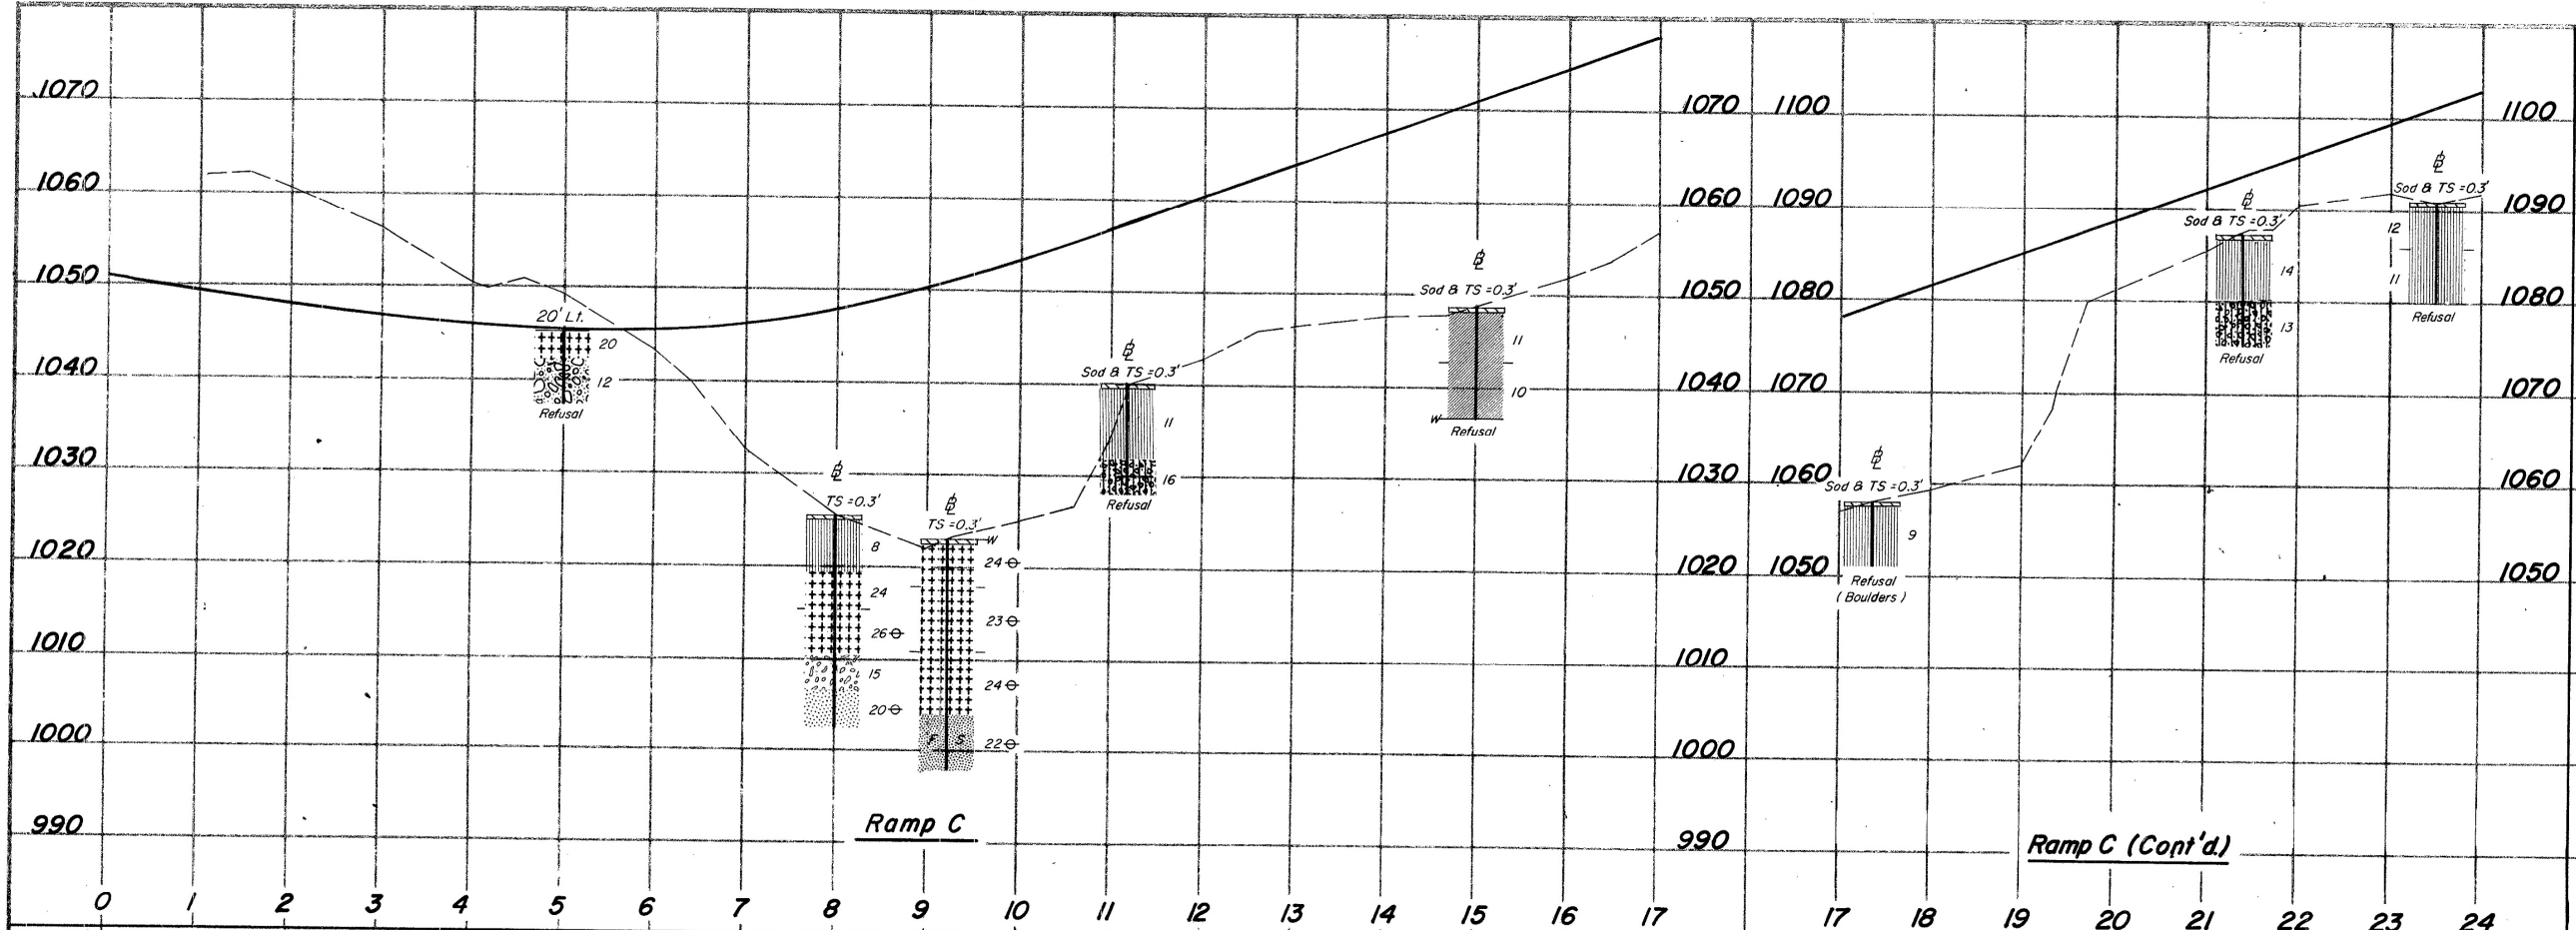 1070
1060
1050
1040
1030
1020
1010
1000
990
20' Lt.
20
12
Refusal
TS = 0.3'
8
24
26
15
20
TS = 0.3'
W
24
23
24
F S
22
Sod & TS = 0.3'
11
16
Refusal
Sod & TS = 0.3'
11
10
W
Refusal
Ramp C
0 1 2 3 4 5 6 7 8 9 10 11 12 13 14 15 16 17
1070 1100
1060 1090
1050 1080
1040 1070
1030 1060
1020 1050
1010
1000
990
Sod & TS = 0.3'
9
Refusal
( Boulders )
Sod & TS = 0.3'
14
13
Refusal
Sod & TS = 0.3'
12
11
Refusal
1100
1090
1080
1070
1060
1050
Ramp C (Cont'd.)
17 18 19 20 21 22 23 24